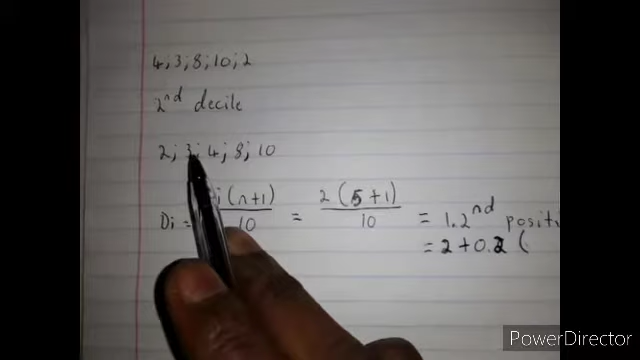 4;3;8;10;2
2nd decile
2; 3; 4; 8; 10
Di = i(n+1)/10 = 2(5+1)/10 = 1.2nd
= 2+0.2(
PowerDirector